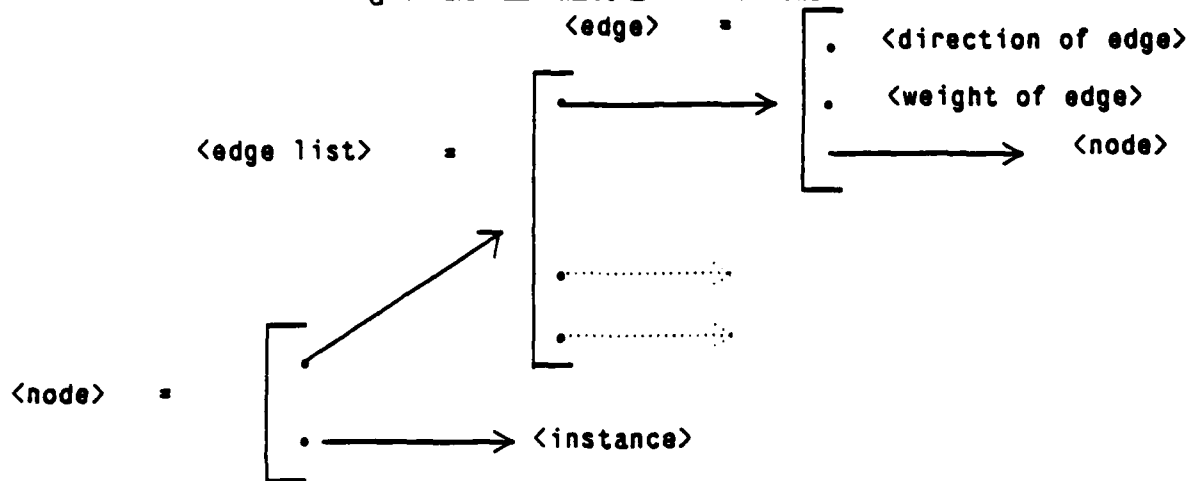 <edge> = <direction of edge>
<weight of edge>
<edge list> = <node>
<node> = <instance>